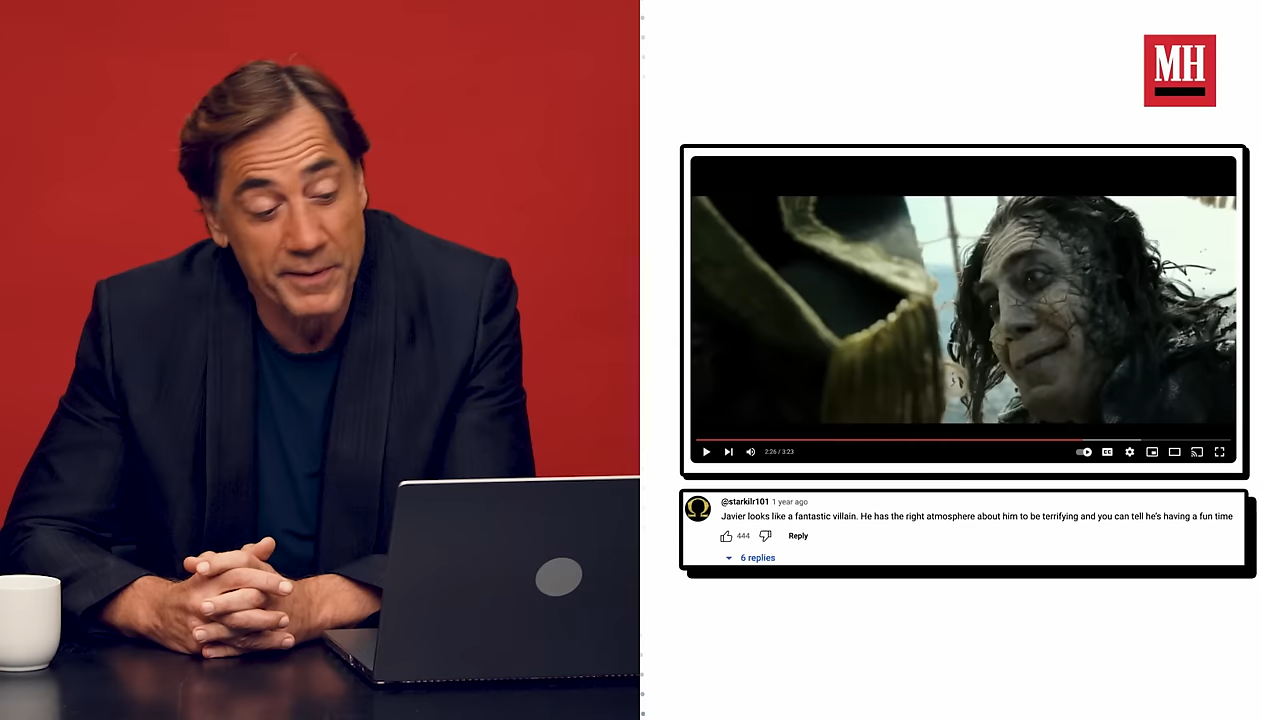 MH
2:26 / 3:23
CC
@starkilr101 1 year ago
Javier looks like a fantastic villain. He has the right atmosphere about him to be terrifying and you can tell he's having a fun time
444 Reply
6 replies